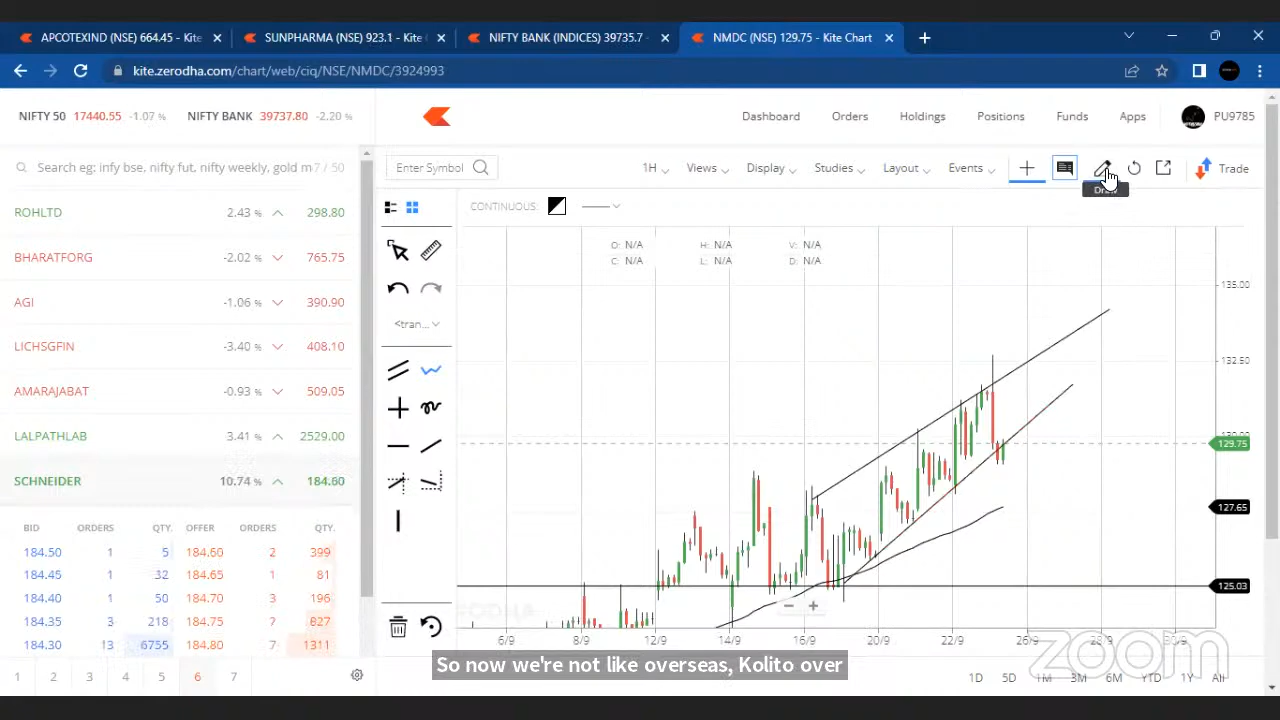 APCOTEXIND (NSE) 664.45 - Kite
SUNPHARMA (NSE) 923.1 - Kite
NIFTY BANK (INDICES) 39735.7 -
NMDC (NSE) 129.75 - Kite Chart
kite.zerodha.com/chart/web/ciq/NSE/NMDC/3924993
NIFTY 50 17440.55 -1.07 % NIFTY BANK 39737.80 -2.20 %
Dashboard Orders Holdings Positions Funds Apps PU9785
Search eg: infy bse, nifty fut, nifty weekly, gold m 7 / 50
Enter Symbol 1H Views Display Studies Layout Events Trade
Draw
ROHLTD 2.43 % 298.80
BHARATFORG -2.02 % 765.75
AGI -1.06 % 390.90
LICHSGFIN -3.40 % 408.10
AMARAJABAT -0.93 % 509.05
LALPATHLAB 3.41 % 2529.00
SCHNEIDER 10.74 % 184.60
BID ORDERS QTY. OFFER ORDERS QTY.
184.50 1 5 184.60 2 399
184.45 1 32 184.65 1 81
184.40 1 50 184.70 3 196
184.35 3 218 184.75 ? 627
184.30 13 6755 184.80 7 1311
1 2 3 4 5 6 7
CONTINUOUS:
<tran...
O: N/A H: N/A V: N/A
C: N/A L: N/A D: N/A
135.00
132.50
130.00
129.75
127.65
125.03
6/9 8/9 12/9 14/9 16/9 20/9 22/9 26/9 28/9 30/9
zoom
1D 5D 1M 3M 6M YTD 1Y All
So now we're not like overseas, Kolito over